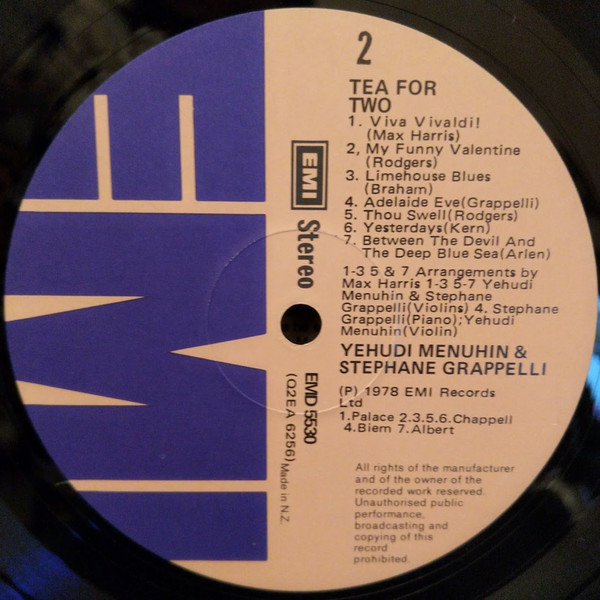 2
TEA FOR
TWO
1. Viva Vivaldi!
(Max Harris)
2, My Funny Valentine
(Rodgers)
3. Limehouse Blues
(Braham)
4. Adelaide Eve(Grappelli)
5. Thou Swell(Rodgers)
6. Yesterdays(Kern)
7. Between The Devil And
The Deep Blue Sea(Arlen)
1-3 5 & 7 Arrangements by
Max Harris 1-3 5-7 Yehudi
Menuhin & Stephane
Grappelli(Violins) 4. Stephane
Grappelli(Piano);Yehudi
Menuhin(Violin)
YEHUDI MENUHIN &
STEPHANE GRAPPELLI
(P) 1978 EMI Records
Ltd
1.Palace 2.3.5.6.Chappell
4.Biem 7.Albert
All rights of the manufacturer
and of the owner of the
recorded work reserved.
Unauthorised public
performance,
broadcasting and
copying of this
record
prohibited.
EMI Stereo
EMD 5530
(Q2EA 6256) Made in N.Z.
EMI